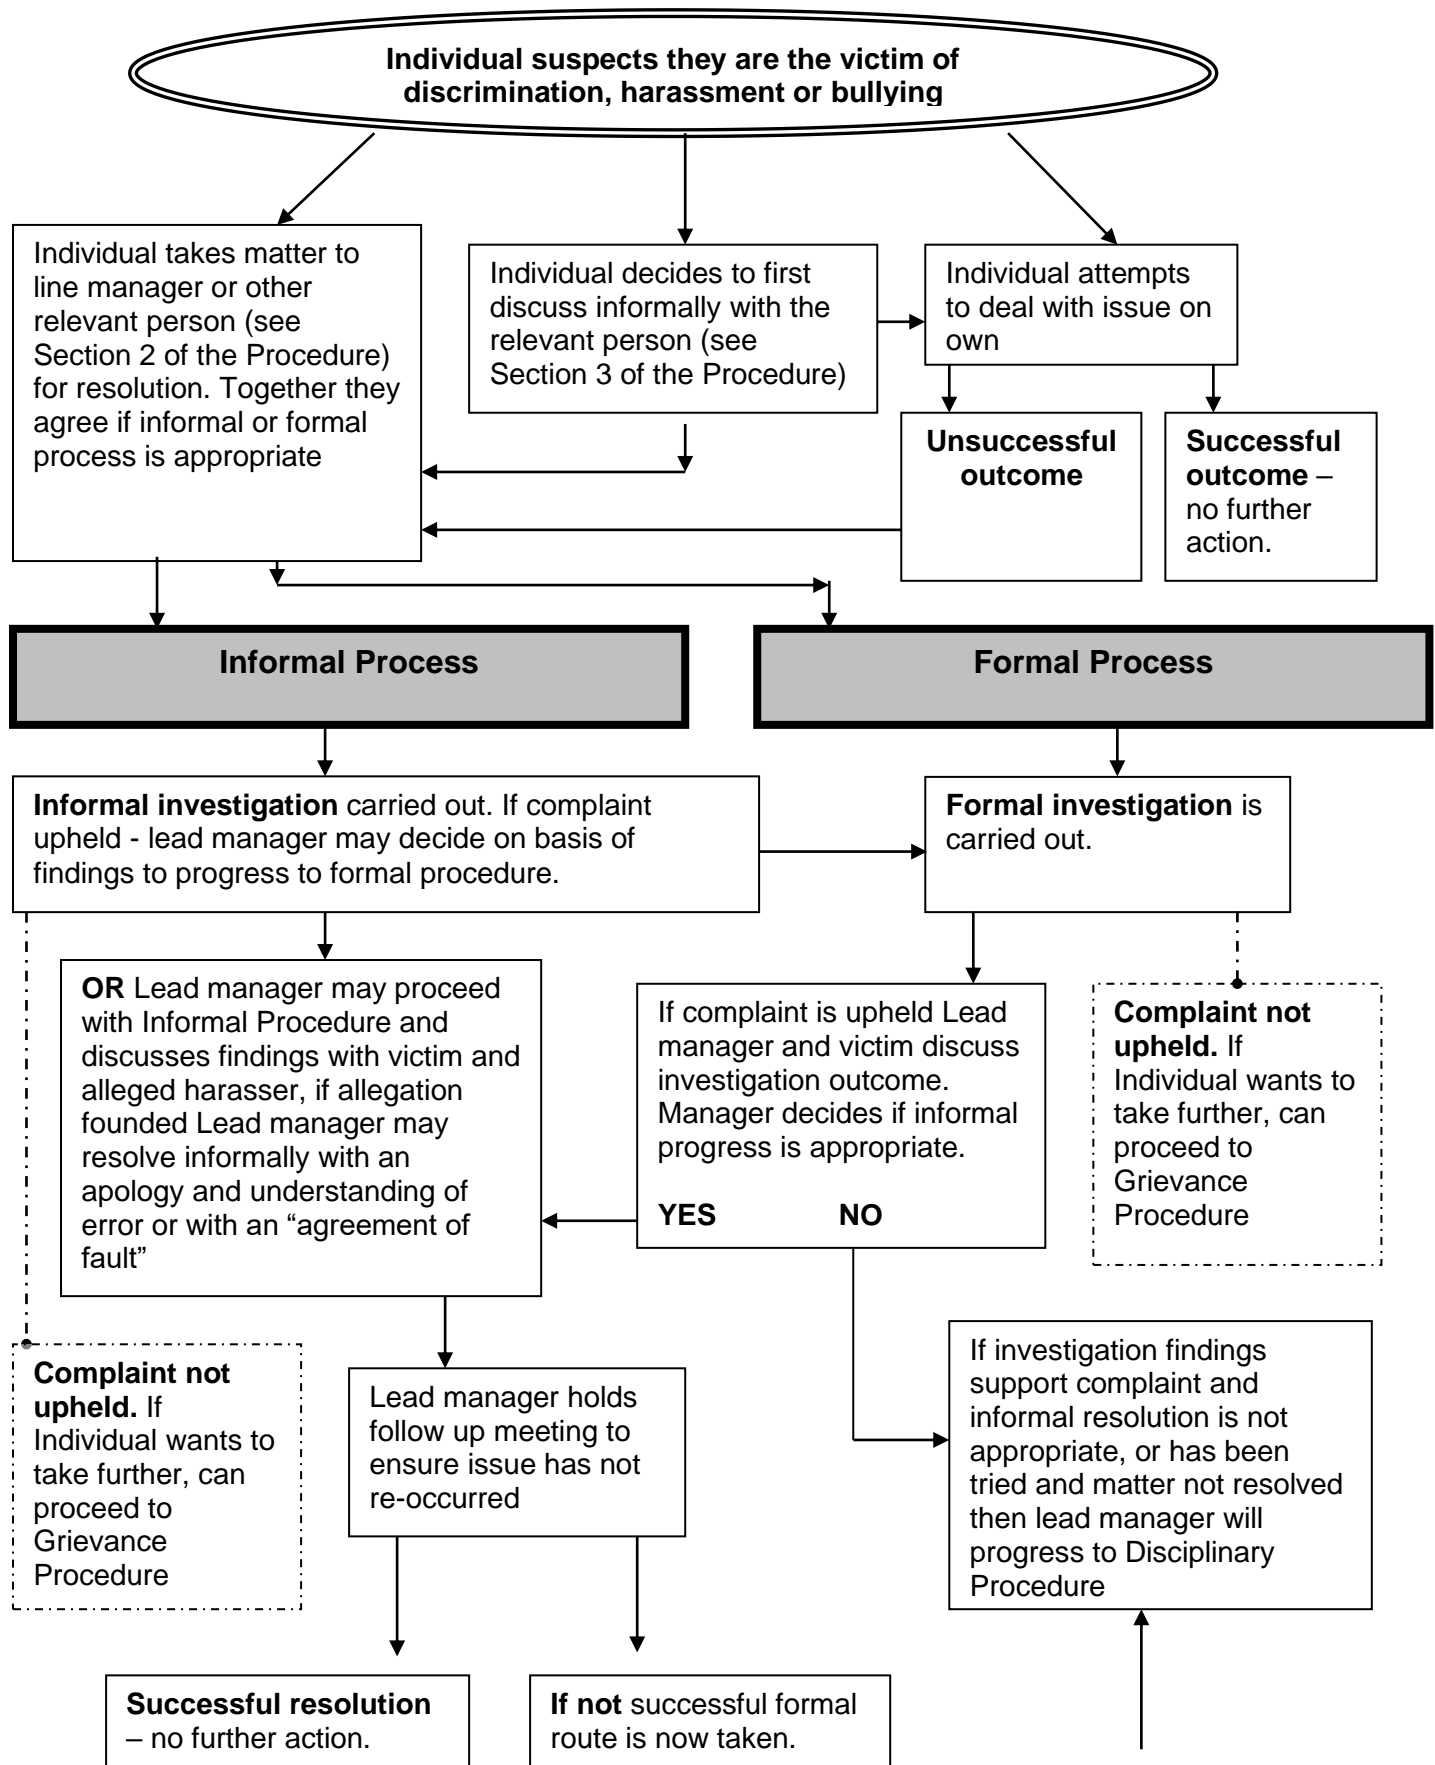 Individual suspects they are the victim of
discrimination, harassment or bullying
Individual takes matter to
line manager or other
relevant person (see
Section 2 of the Procedure)
for resolution. Together they
agree if informal or formal
process is appropriate
Individual decides to first
discuss informally with the
relevant person (see
Section 3 of the Procedure)
Individual attempts
to deal with issue on
own
Unsuccessful
outcome
Successful
outcome –
no further
action.
Informal Process
Formal Process
Informal investigation carried out. If complaint
upheld - lead manager may decide on basis of
findings to progress to formal procedure.
Formal investigation is
carried out.
OR Lead manager may proceed
with Informal Procedure and
discusses findings with victim and
alleged harasser, if allegation
founded Lead manager may
resolve informally with an
apology and understanding of
error or with an “agreement of
fault”
If complaint is upheld Lead
manager and victim discuss
investigation outcome.
Manager decides if informal
progress is appropriate.
YES NO
Complaint not
upheld. If
Individual wants to
take further, can
proceed to
Grievance
Procedure
Complaint not
upheld. If
Individual wants to
take further, can
proceed to
Grievance
Procedure
Lead manager holds
follow up meeting to
ensure issue has not
re-occurred
If investigation findings
support complaint and
informal resolution is not
appropriate, or has been
tried and matter not resolved
then lead manager will
progress to Disciplinary
Procedure
Successful resolution
– no further action.
If not successful formal
route is now taken.